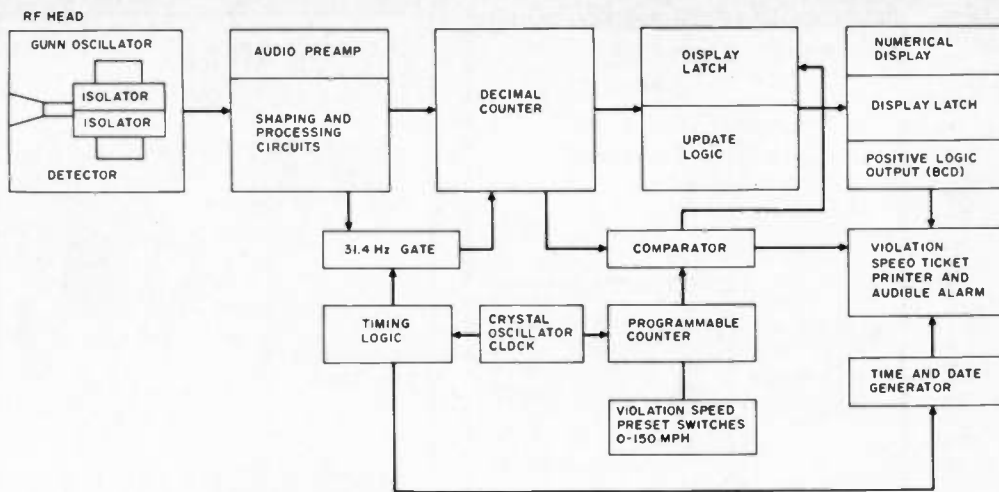 RF HEAD
GUNN OSCILLATOR
ISOLATOR
ISOLATOR
DETECTOR
AUDIO PREAMP
SHAPING AND
PROCESSING
CIRCUITS
DECIMAL
COUNTER
DISPLAY
LATCH
UPDATE
LOGIC
NUMERICAL
DISPLAY
DISPLAY LATCH
POSITIVE LOGIC
OUTPUT (BCD)
31.4 Hz GATE
COMPARATOR
VIOLATION
SPEED TICKET
PRINTER AND
AUDIBLE ALARM
TIMING
LOGIC
CRYSTAL
OSCILLATOR
CLOCK
PROGRAMMABLE
COUNTER
TIME AND DATE
GENERATOR
VIOLATION SPEED
PRESET SWITCHES
0-150 MPH